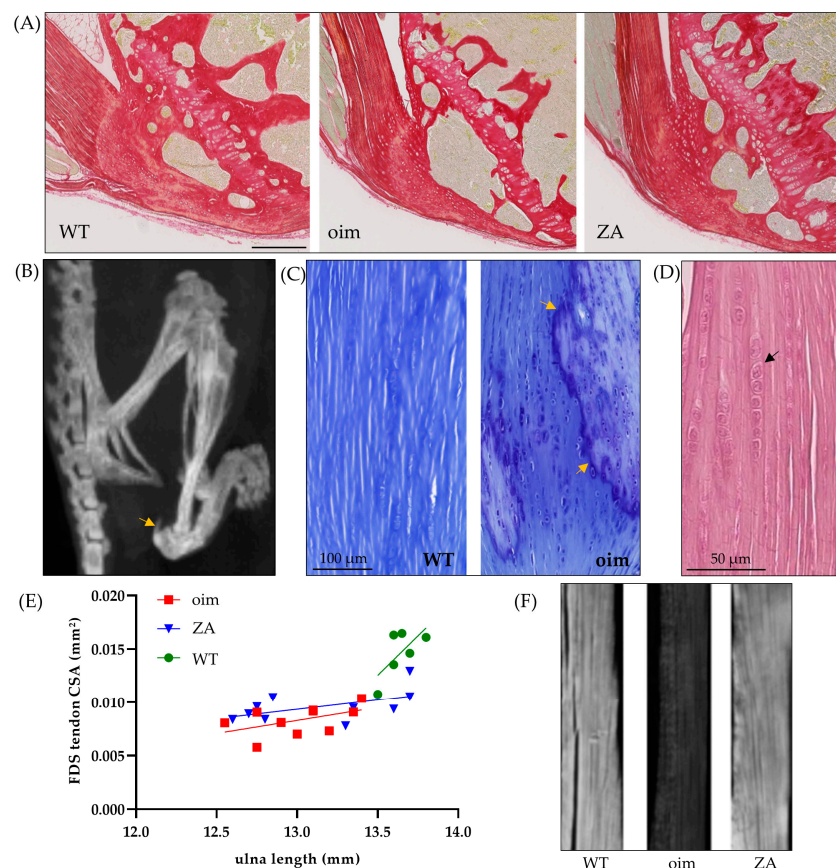 (A)
WT
oim
ZA
(B)
(C)
(D)
100 µm
WT
oim
50 µm
(E)
(F)
0.020
0.015
0.010
0.005
0.000
FDS tendon CSA (mm²)
oim
ZA
WT
12.0 12.5 13.0 13.5 14.0
ulna length (mm)
WT oim ZA